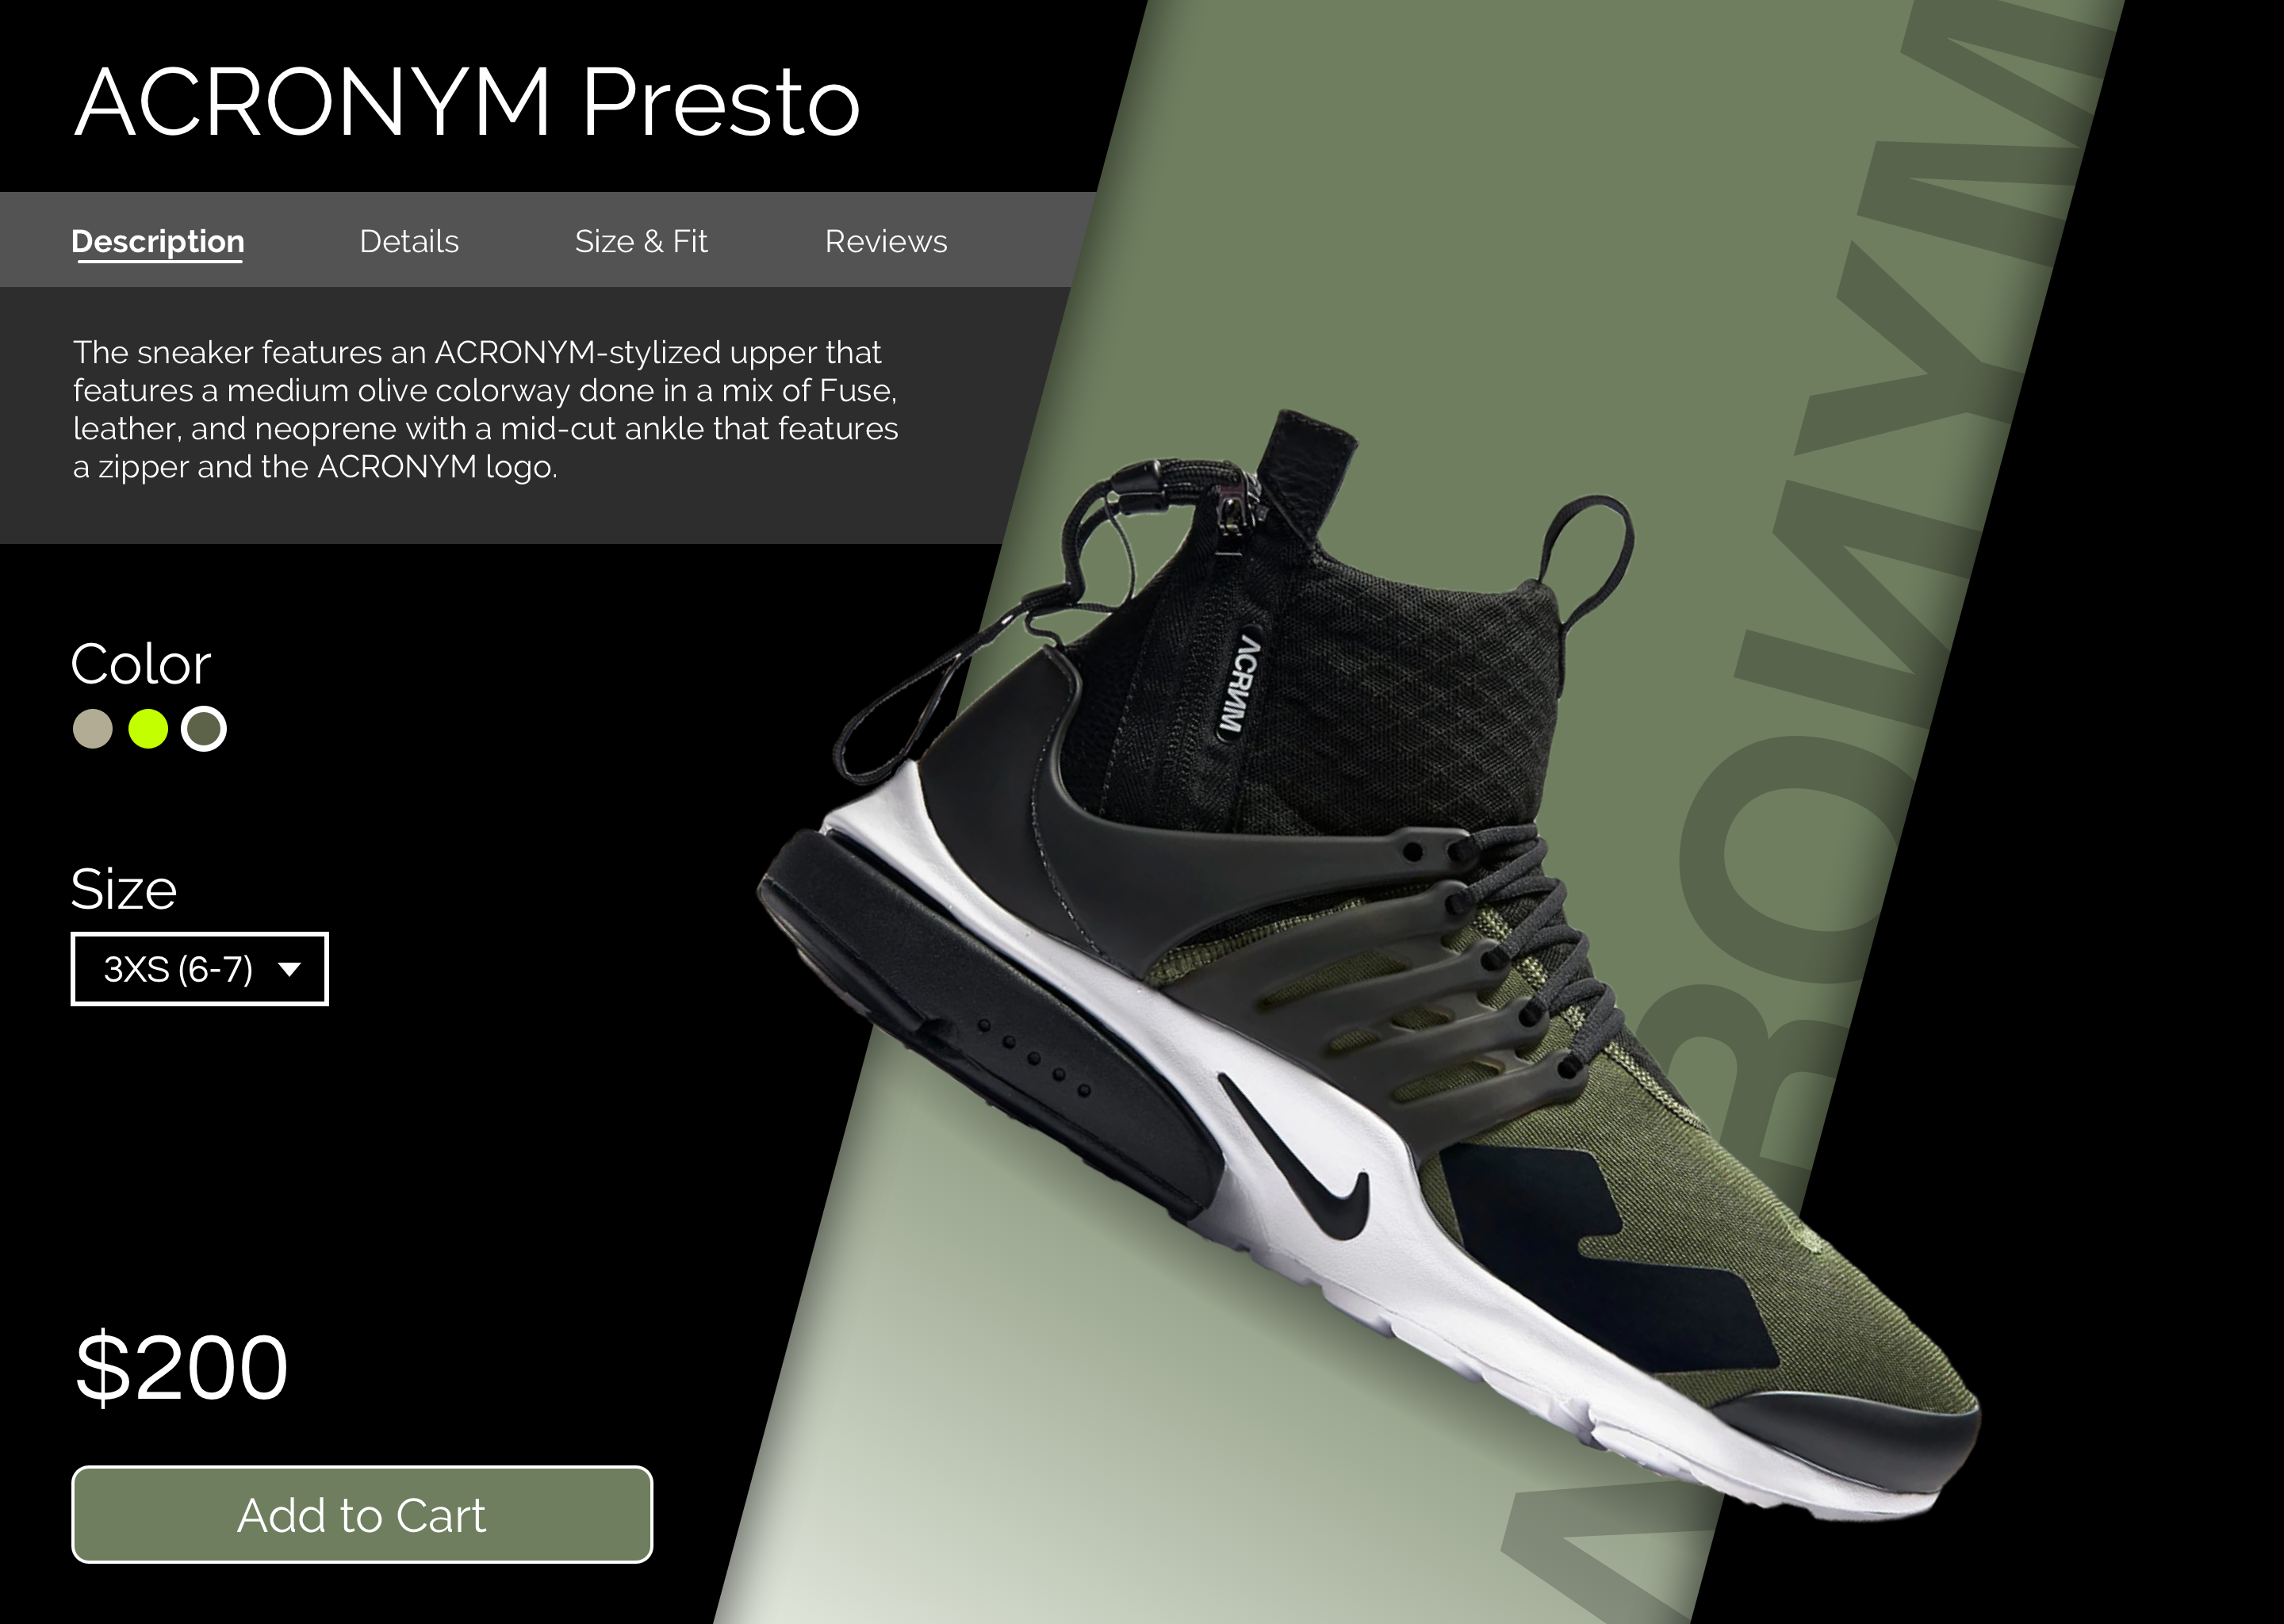 ACRONYM Presto
Description Details Size & Fit Reviews
The sneaker features an ACRONYM-stylized upper that
features a medium olive colorway done in a mix of Fuse,
leather, and neoprene with a mid-cut ankle that features
a zipper and the ACRONYM logo.
Color
Size
3XS (6-7)
$200
Add to Cart
ACRNM
ACRONYM